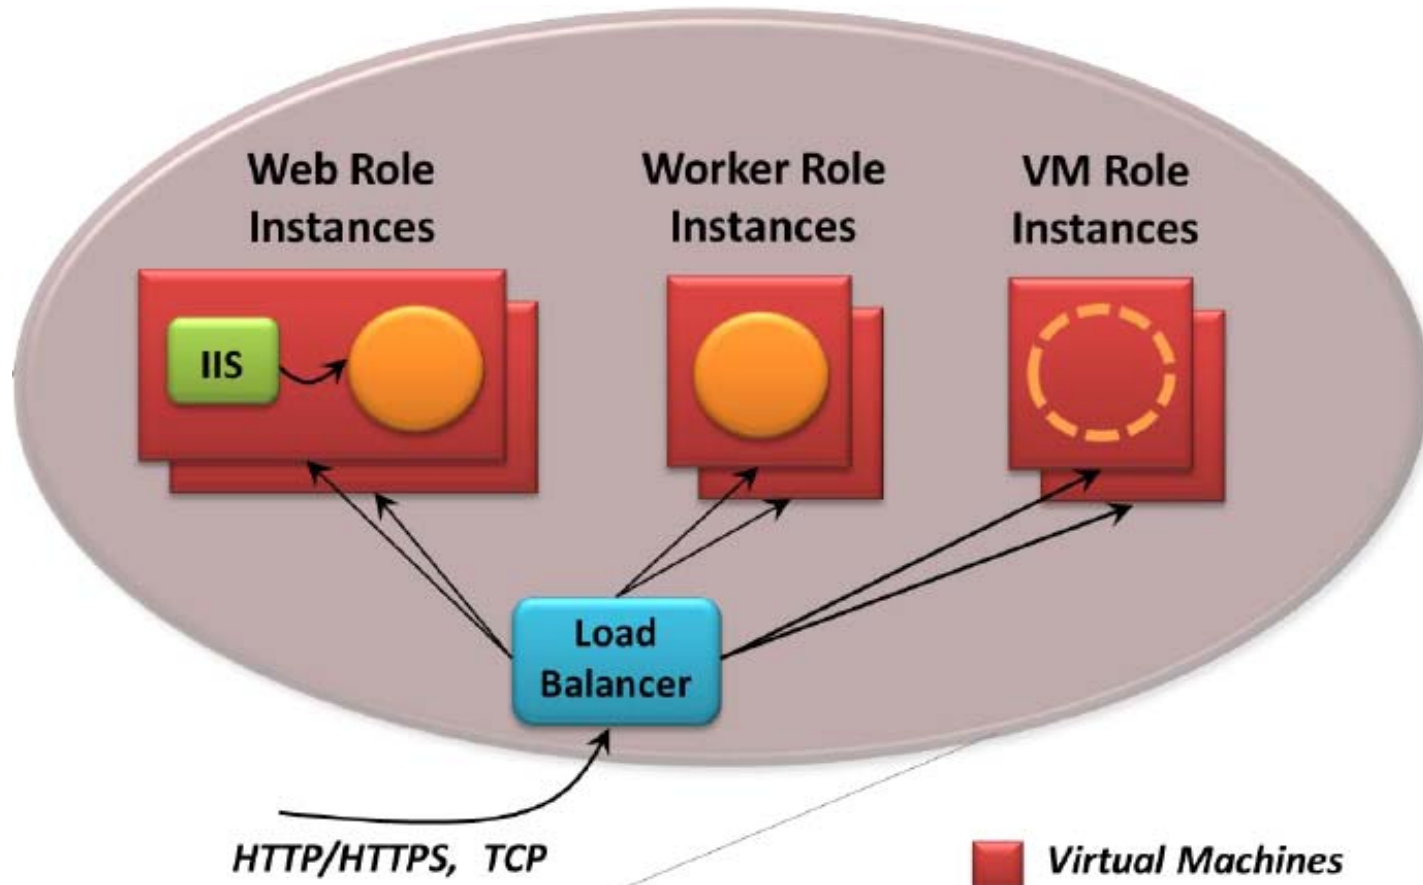 Web Role
Instances
Worker Role
Instances
VM Role
Instances
IIS
Load
Balancer
HTTP/HTTPS, TCP
Virtual Machines